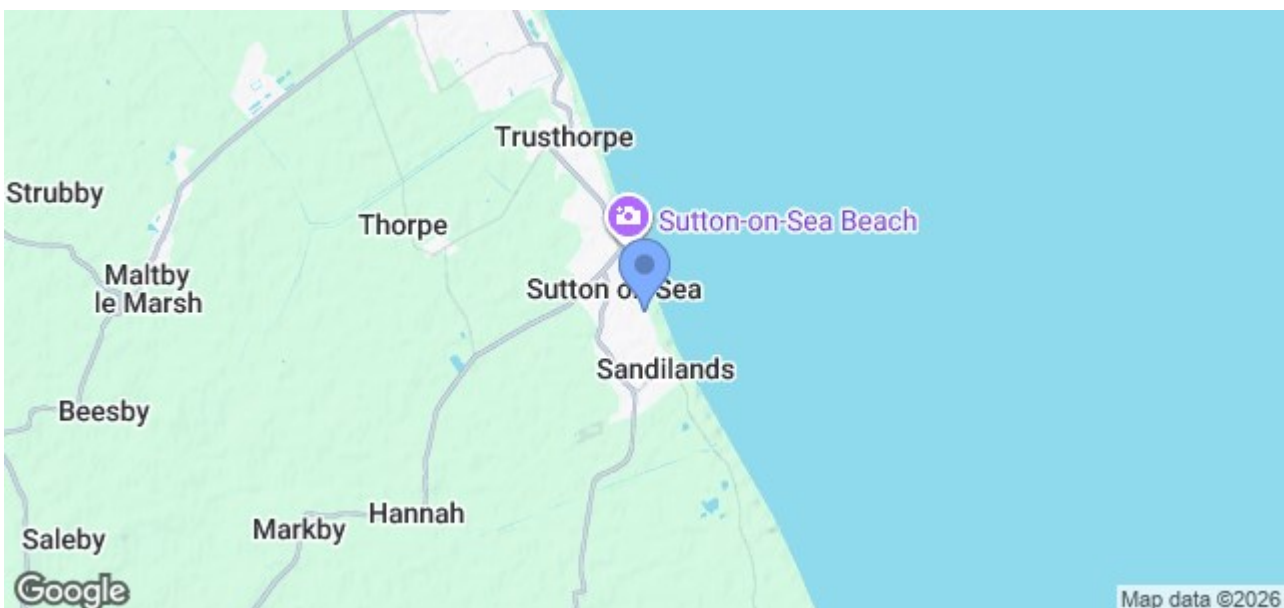 Trusthorpe
Strubby
Thorpe
Sutton-on-Sea Beach
Maltby
le Marsh
Sutton on Sea
Sandilands
Beesby
Hannah
Markby
Saleby
Google
Map data ©2026